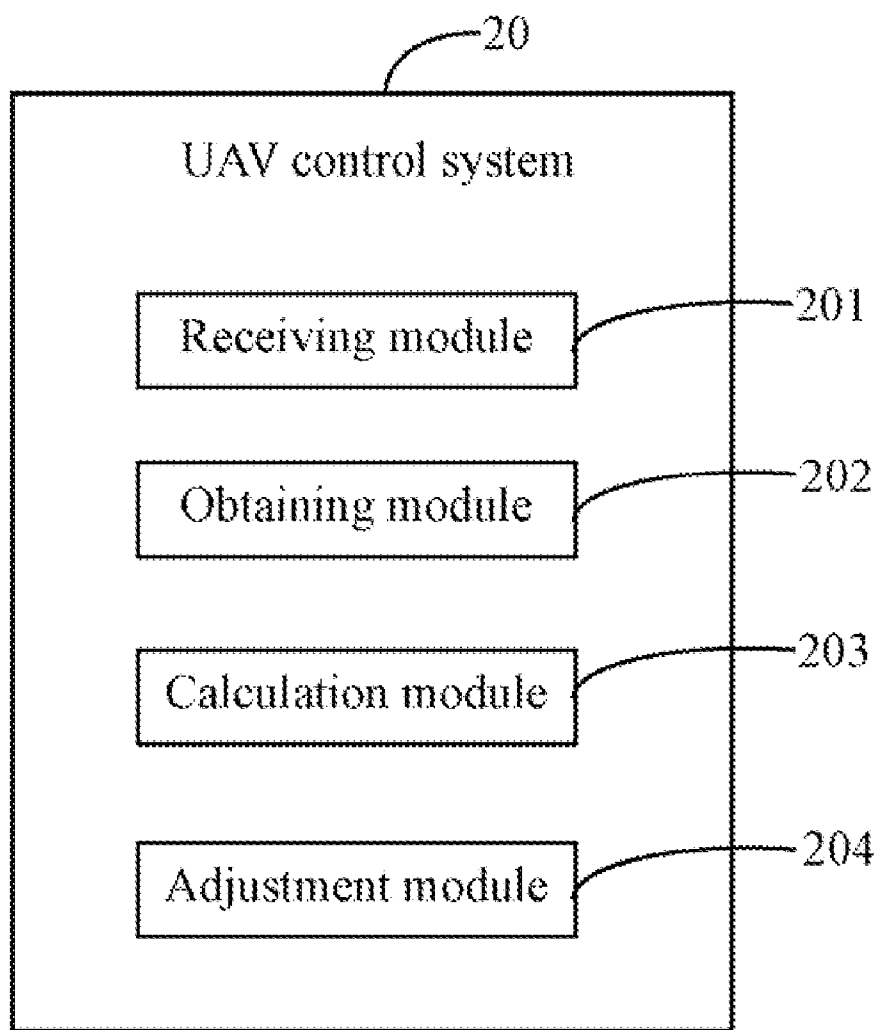 20
UAV control system
Receiving module
201
Obtaining module
202
Calculation module
203
Adjustment module
204